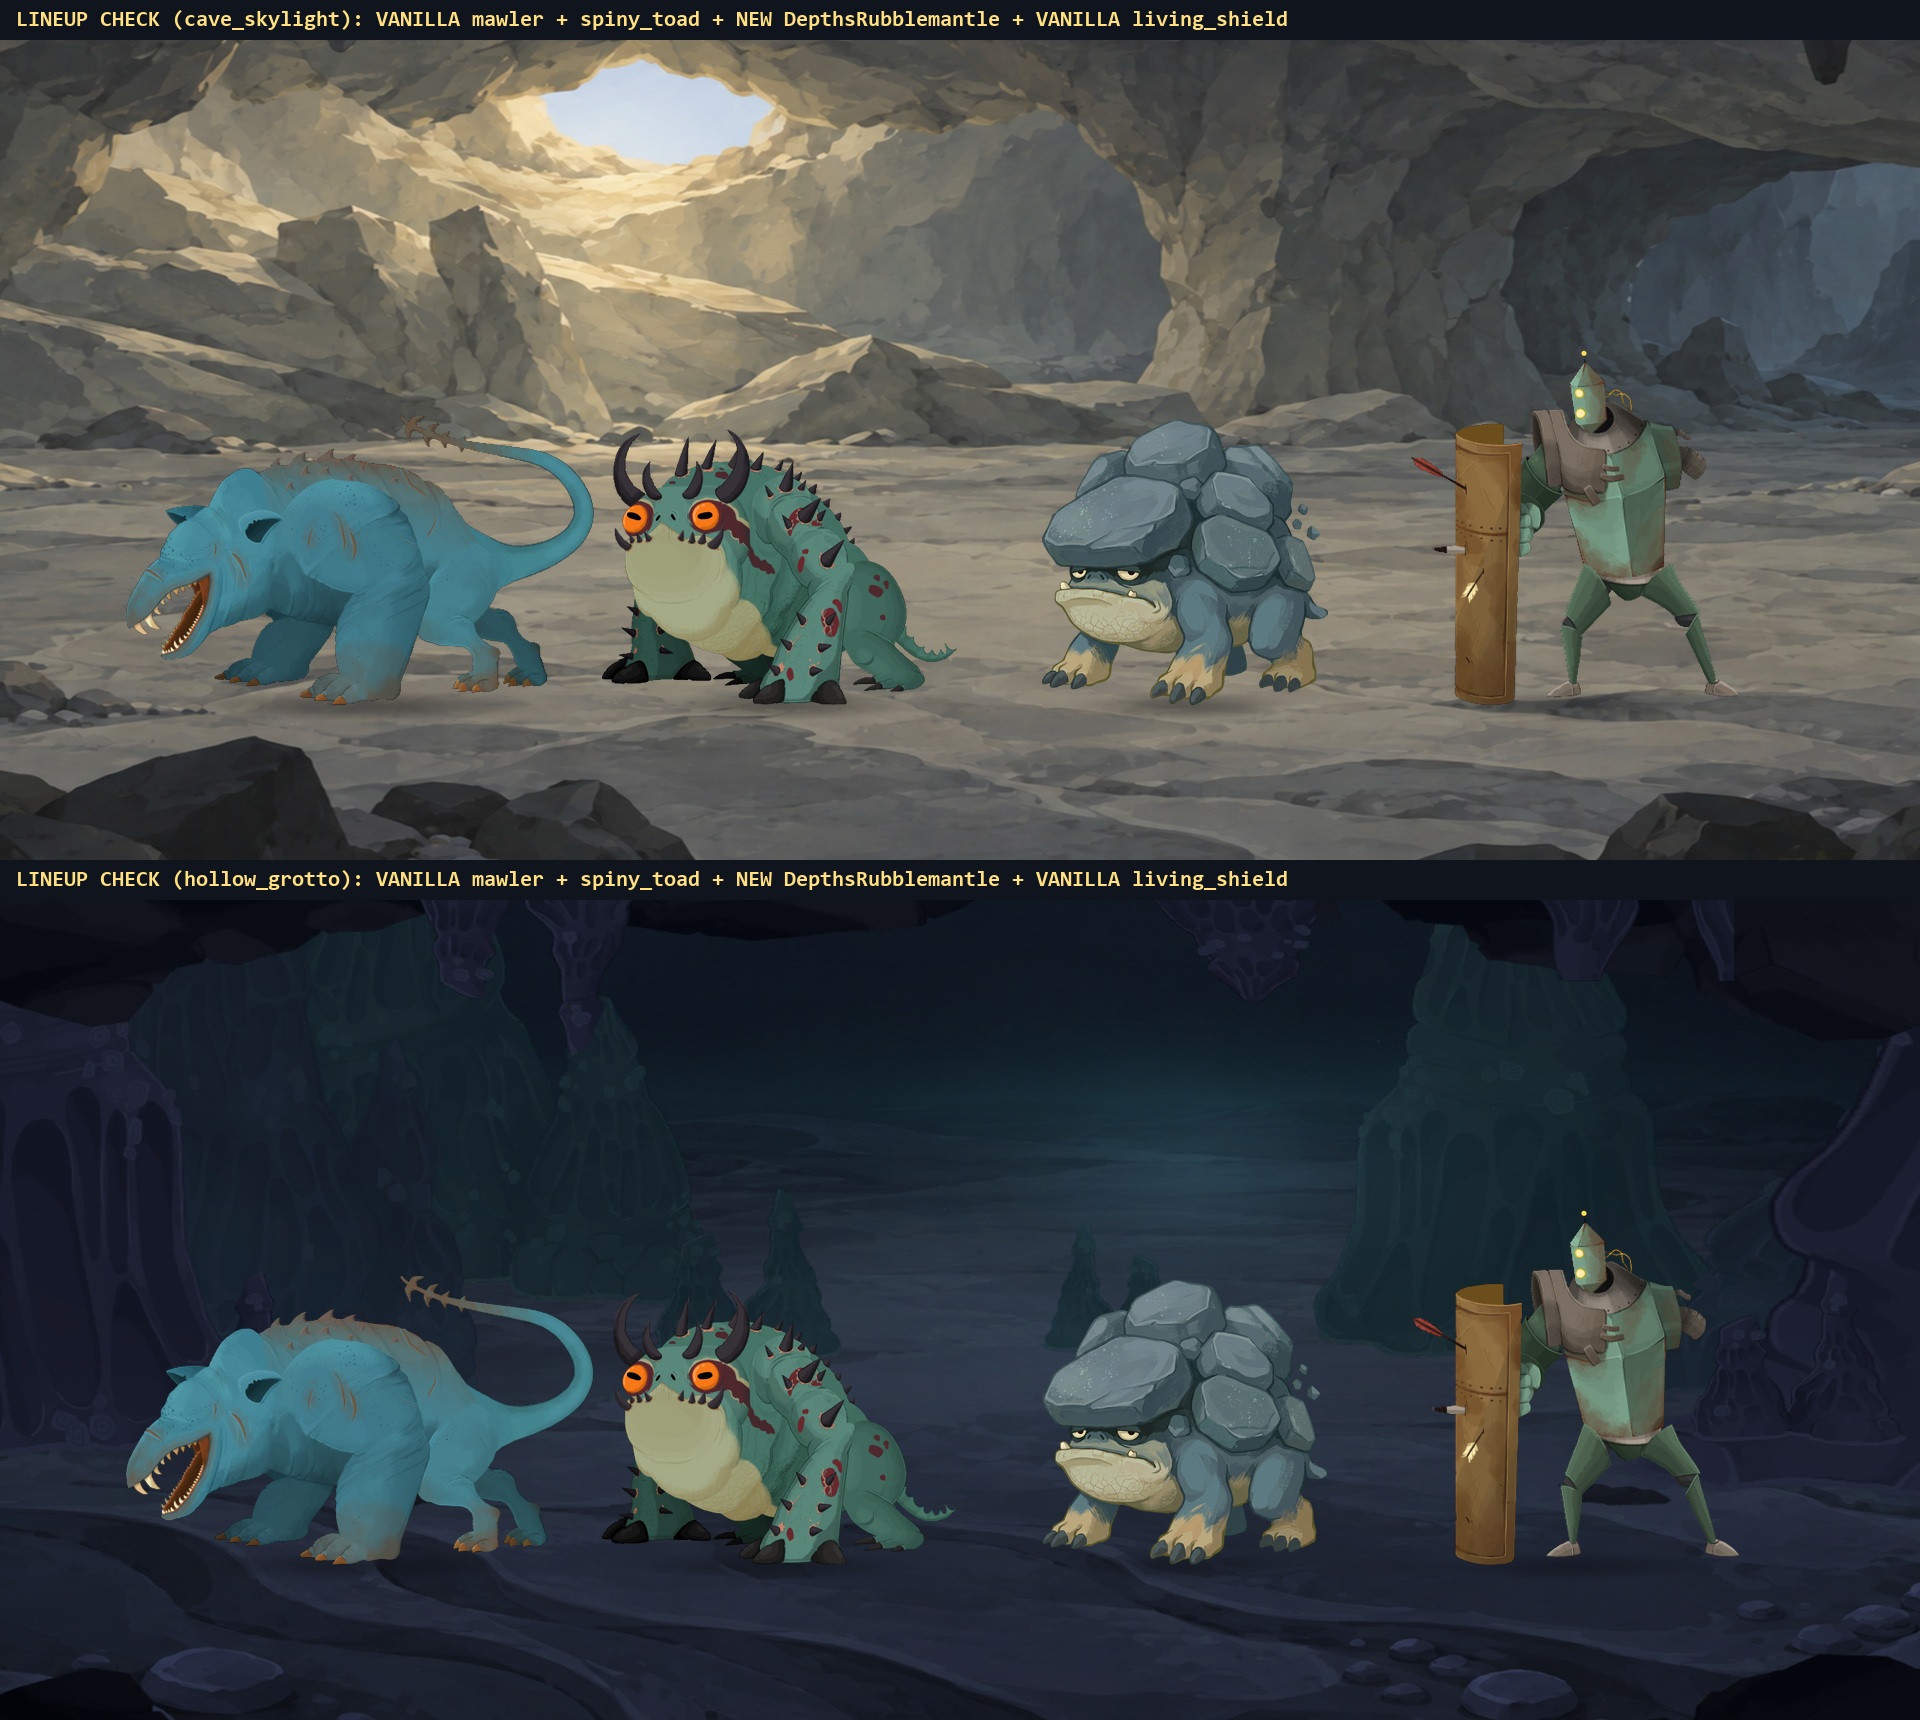 LINEUP CHECK (cave_skylight): VANILLA mawler + spiny_toad + NEW DepthsRubblemantle + VANILLA living_shield
LINEUP CHECK (hollow_grotto): VANILLA mawler + spiny_toad + NEW DepthsRubblemantle + VANILLA living_shield